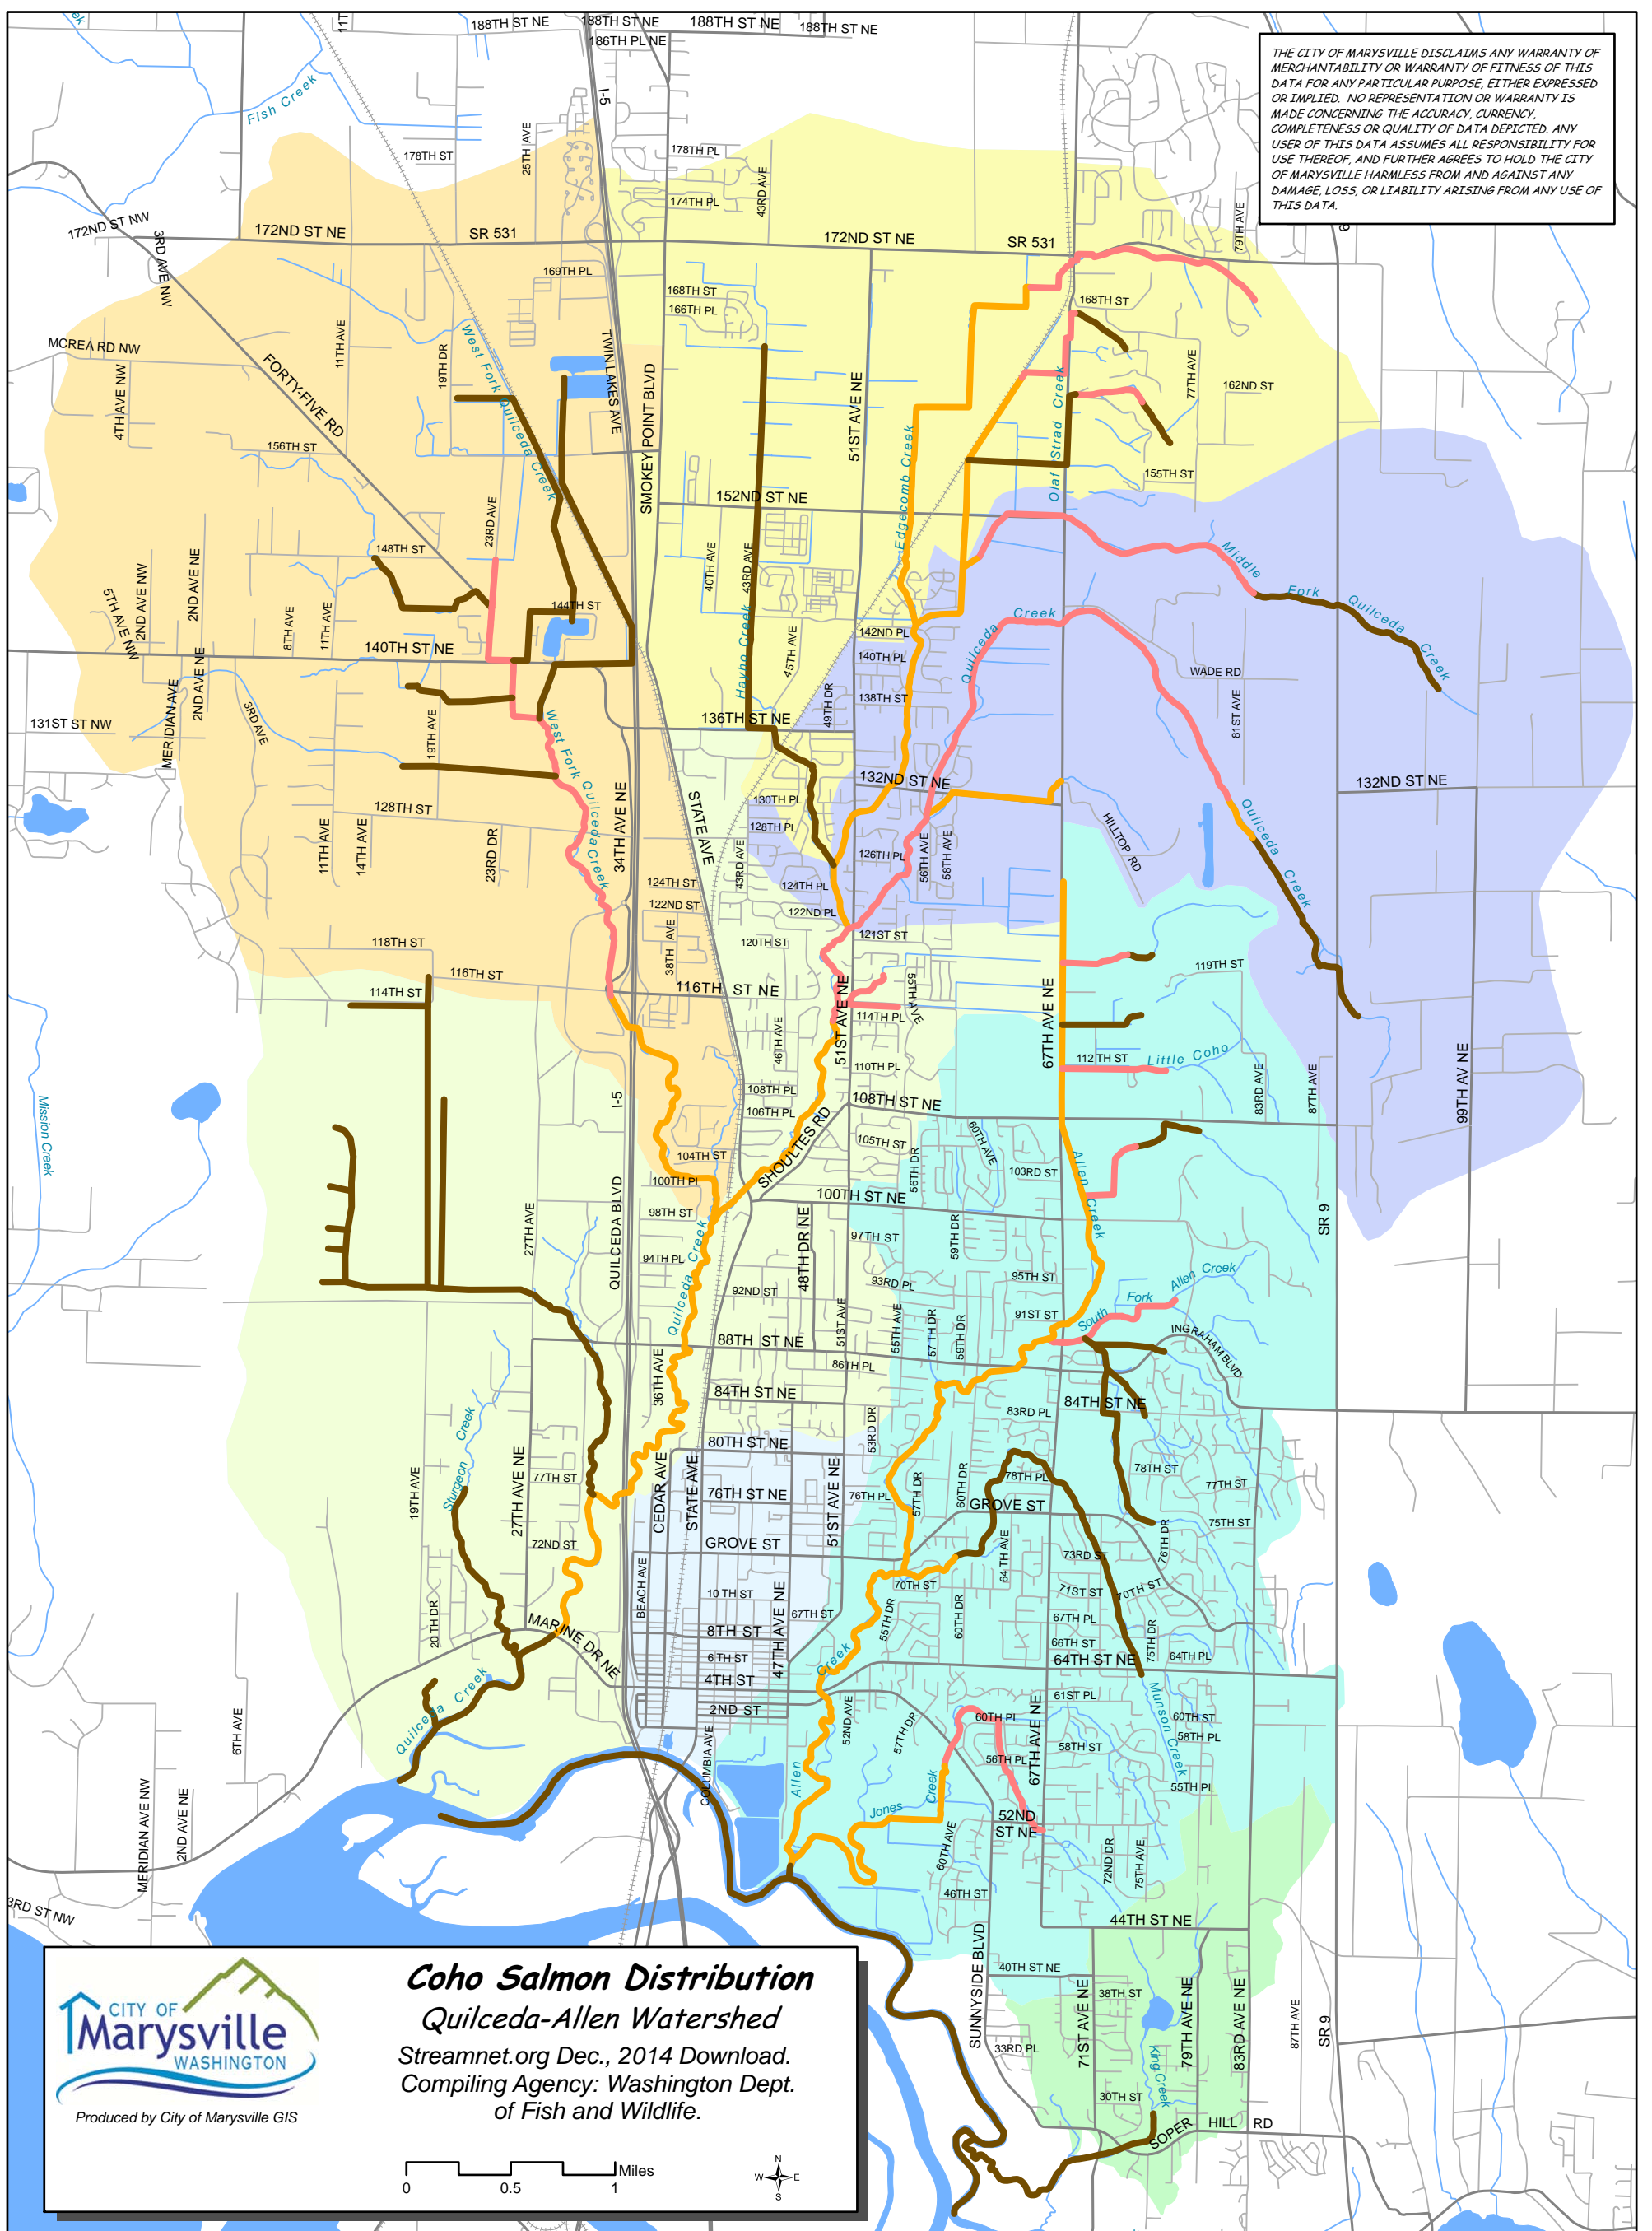 188TH ST NE
188TH ST NE
188TH ST NE
188TH ST NE
186TH PL NE
I-5
Fish Creek
THE CITY OF MARYSVILLE DISCLAIMS ANY WARRANTY OF
MERCHANTABILITY OR WARRANTY OF FITNESS OF THIS
DATA FOR ANY PARTICULAR PURPOSE, EITHER EXPRESSED
OR IMPLIED. NO REPRESENTATION OR WARRANTY IS
MADE CONCERNING THE ACCURACY, CURRENCY,
COMPLETENESS OR QUALITY OF DATA DEPICTED. ANY
USER OF THIS DATA ASSUMES ALL RESPONSIBILITY FOR
USE THEREOF, AND FURTHER AGREES TO HOLD THE CITY
OF MARYSVILLE HARMLESS FROM AND AGAINST ANY
DAMAGE, LOSS, OR LIABILITY ARISING FROM ANY USE OF
THIS DATA.
178TH ST
25TH AVE
178TH PL
174TH PL
43RD AVE
79TH AVE
172ND ST NW
3RD AVE NW
172ND ST NE
SR 531
172ND ST NE
SR 531
169TH PL
168TH ST
166TH PL
168TH ST
MCREA RD NW
4TH AVE NW
FORTY-FIVE RD
11TH AVE
19TH DR
West Fork Quilceda Creek
TWIN LAKES AVE
SMOKEY POINT BLVD
51ST AVE NE
Edgecomb Creek
Olaf Strad Creek
77TH AVE
162ND ST
156TH ST
155TH ST
152ND ST NE
23RD AVE
148TH ST
144TH ST
40TH AVE
43RD AVE
Hayho Creek
45TH AVE
142ND PL
140TH PL
138TH ST
49TH DR
Quilceda Creek
Middle Fork Quilceda Creek
WADE RD
81ST AVE
5TH AVE NW
2ND AVE NW
2ND AVE NE
2ND AVE NE
8TH AVE
11TH AVE
140TH ST NE
131ST ST NW
MERIDIAN AVE
3RD AVE
19TH AVE
136TH ST NE
132ND ST NE
132ND ST NE
West Fork Quilceda Creek
34TH AVE NE
STATE AVE
130TH PL
128TH PL
128TH ST
11TH AVE
14TH AVE
23RD DR
43RD AVE
126TH PL
56TH AVE
58TH AVE
HILLTOP RD
Quilceda Creek
124TH ST
122ND ST
124TH PL
122ND PL
120TH ST
121ST ST
118TH ST
116TH ST
38TH AVE
116TH ST NE
114TH ST
46TH AVE
51ST AVE NE
55TH AVE
114TH PL
110TH PL
67TH AVE NE
119TH ST
112 TH ST
Little Coho
83RD AVE
87TH AVE
99TH AV NE
Mission Creek
I-5
108TH PL
106TH PL
108TH ST NE
104TH ST
SHOULTES RD
105TH ST
56TH DR
60TH AVE
103RD ST
Allen Creek
100TH PL
100TH ST NE
98TH ST
27TH AVE
QUILCEDA BLVD
94TH PL
Quilceda Creek
48TH DR NE
97TH ST
93RD PL
59TH DR
95TH ST
SR 9
92ND ST
51ST AVE
55TH AVE
57 TH DR
59TH DR
91ST ST
South Fork Allen Creek
INGRAHAM BLVD
88TH ST NE
86TH PL
36TH AVE
84TH ST NE
83RD PL
84TH ST NE
53RD DR
80TH ST NE
Sturgeon Creek
19TH AVE
27TH AVE NE
77TH ST
72ND ST
CEDAR AVE
STATE AVE
76TH ST NE
51ST AVE NE
76TH PL
57TH DR
60TH DR
78TH PL
GROVE ST
78TH ST
77TH ST
75TH ST
76TH DR
GROVE ST
64 TH AVE
73RD ST
71ST ST
70TH ST
70TH ST
BEACH AVE
10 TH ST
47TH AVE NE
67TH ST
55TH DR
60TH DR
67TH PL
66TH ST
75TH DR
64TH PL
8TH ST
6 TH ST
64TH ST NE
20TH DR
MARINE DR NE
4TH ST
2ND ST
Creek
Allen
52ND AVE
57TH DR
60TH PL
56TH PL
61ST PL
67TH AVE NE
58TH ST
Munson Creek
60TH ST
58TH PL
55TH PL
Quilceda Creek
6TH AVE
MERIDIAN AVE NW
2ND AVE NE
COLUMBIA AVE
Jones Creek
52ND
ST NE
60TH AVE
72ND DR
75TH AVE
46TH ST
44TH ST NE
3RD ST NW
SUNNYSIDE BLVD
40TH ST NE
38TH ST
71ST AVE NE
79TH AVE NE
83RD AVE NE
87TH AVE
SR 9
33RD PL
King Creek
30TH ST
SOPER HILL RD
CITY OF
Marysville
WASHINGTON
Produced by City of Marysville GIS
Coho Salmon Distribution
Quilceda-Allen Watershed
Streamnet.org Dec., 2014 Download.
Compiling Agency: Washington Dept.
of Fish and Wildlife.
0 0.5 1 Miles
N
W E
S